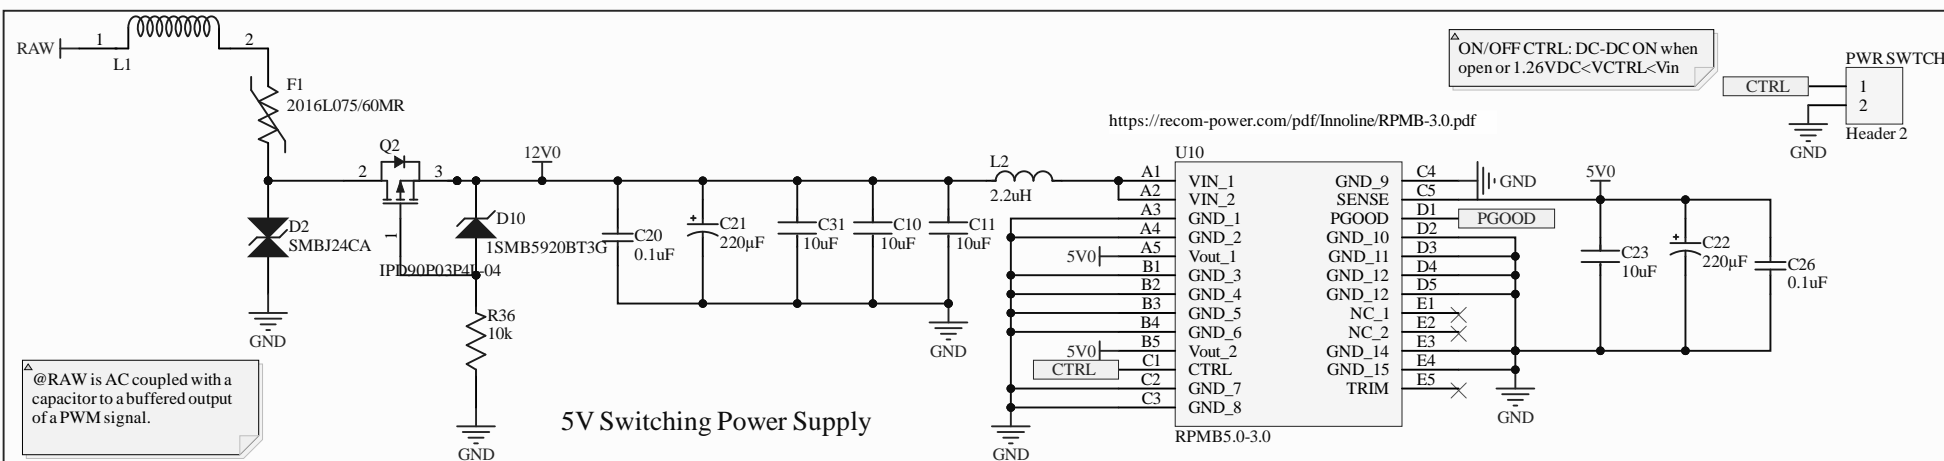 RAW
1
2
L1
F1
2016L075/60MR
Q2
2
3
1
IPD90P03P4L-04
D2
SMBJ24CA
GND
D10
1SMB5920BT3G
R36
10k
GND
12V0
C20
0.1uF
C21
220µF
C31
10uF
C10
10uF
C11
10uF
GND
L2
2.2uH
@RAW is AC coupled with a
capacitor to a buffered output
of a PWM signal.
5V Switching Power Supply
https://recom-power.com/pdf/Innoline/RPMB-3.0.pdf
U10
A1 VIN_1
A2 VIN_2
A3 GND_1
A4 GND_2
5V0 A5 Vout_1
B1 GND_3
B2 GND_4
B3 GND_5
B4 GND_6
5V0 B5 Vout_2
CTRL C1 CTRL
C2 GND_7
C3 GND_8
GND
GND_9 C4 GND
SENSE C5
PGOOD D1 PGOOD
GND_10 D2
GND_11 D3
GND_12 D4
GND_12 D5
NC_1 E1
NC_2 E2
GND_14 E3
GND_15 E4
TRIM E5
RPMB5.0-3.0
GND
5V0
C23
10uF
C22
220µF
C26
0.1uF
ON/OFF CTRL: DC-DC ON when
open or 1.26VDC<VCTRL<Vin
PWR SWTCH
CTRL
1
2
GND
Header 2